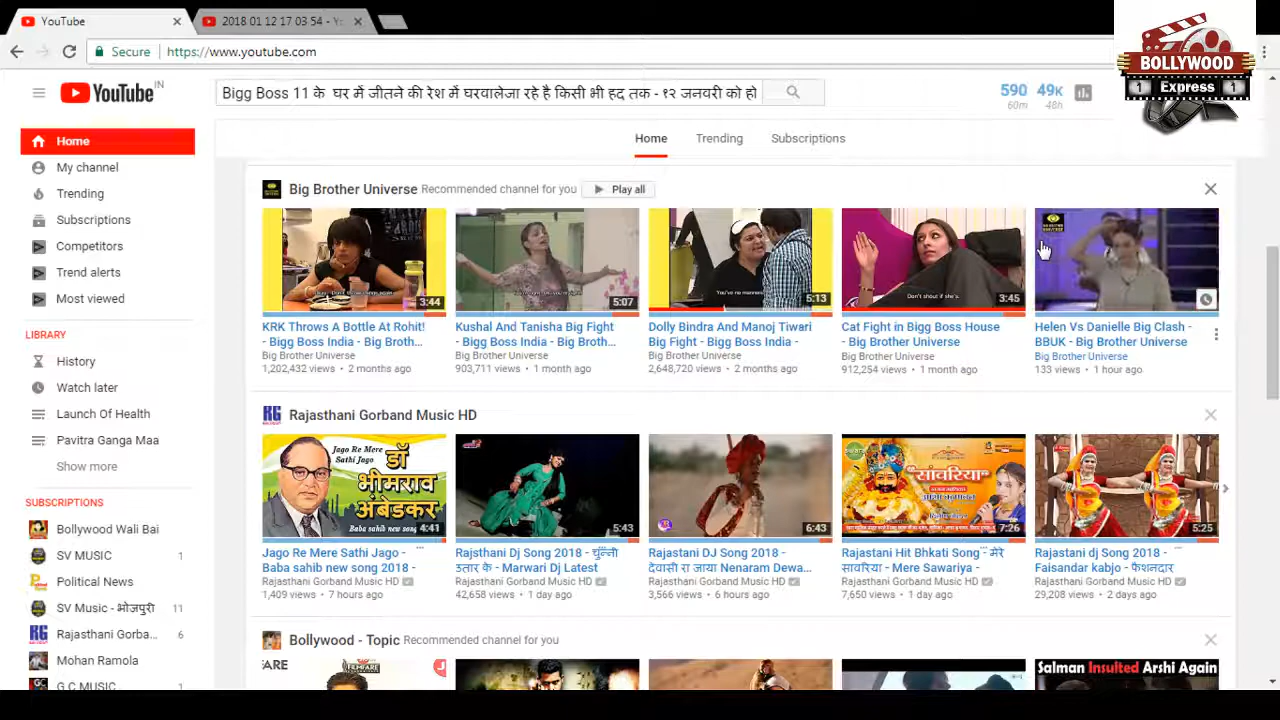 YouTube
2018 01 12 17 03 54 - Yo
BOLLYWOOD
1 Express 1
Secure https://www.youtube.com
YouTube IN
Bigg Boss 11 के घर में जीतने की रेश में घरवालेजा रहे है किसी भी हद तक - १२ जनवरी को हो
590 49K
60m 48h
Home Trending Subscriptions
Home
My channel
Trending
Subscriptions
Competitors
Trend alerts
Most viewed
LIBRARY
History
Watch later
Launch Of Health
Pavitra Ganga Maa
Show more
SUBSCRIPTIONS
Bollywood Wali Bai
SV MUSIC 1
Political News
SV Music - भोजपुरी 11
Rajasthani Gorba... 6
Mohan Ramola
G C MUSIC 1
Big Brother Universe Recommended channel for you Play all
3:44
You've no manners
5:13
Don't shout if she's.
3:45
5:07
KRK Throws A Bottle At Rohit!
- Bigg Boss India - Big Broth...
Big Brother Universe
1,202,432 views • 2 months ago
Kushal And Tanisha Big Fight
- Bigg Boss India - Big Broth...
Big Brother Universe
903,711 views • 1 month ago
Dolly Bindra And Manoj Tiwari
Big Fight - Bigg Boss India -
Big Brother Universe
2,648,720 views • 2 months ago
Cat Fight in Bigg Boss House
- Big Brother Universe
Big Brother Universe
912,254 views • 1 month ago
Helen Vs Danielle Big Clash -
BBUK - Big Brother Universe
Big Brother Universe
133 views • 1 hour ago
RG Rajasthani Gorband Music HD
Jago Re Mere
Sathi Jago
डॉ
भीमराव
अंबेडकर
Baba sahib new song 4:41
5:43
6:43
सांवरिया
7:26
5:25
Jago Re Mere Sathi Jago -
Baba sahib new song 2018 -
Rajasthani Gorband Music HD
1,409 views • 7 hours ago
Rajsthani Dj Song 2018 - चुंन्नी
उतार के - Marwari Dj Latest
Rajasthani Gorband Music HD
42,658 views • 1 day ago
Rajastani DJ Song 2018 -
देवासी रा जाया Nenaram Dewa...
Rajasthani Gorband Music HD
3,566 views • 6 hours ago
Rajastani Hit Bhkati Song - मेरे
सावरिया - Mere Sawariya -
Rajasthani Gorband Music HD
7,650 views • 1 day ago
Rajastani dj Song 2018 -
Faisandar kabjo - फैशनदार
Rajasthani Gorband Music HD
29,208 views • 2 days ago
Bollywood - Topic Recommended channel for you
FARE FILMFARE
Salman Insulted Arshi Again